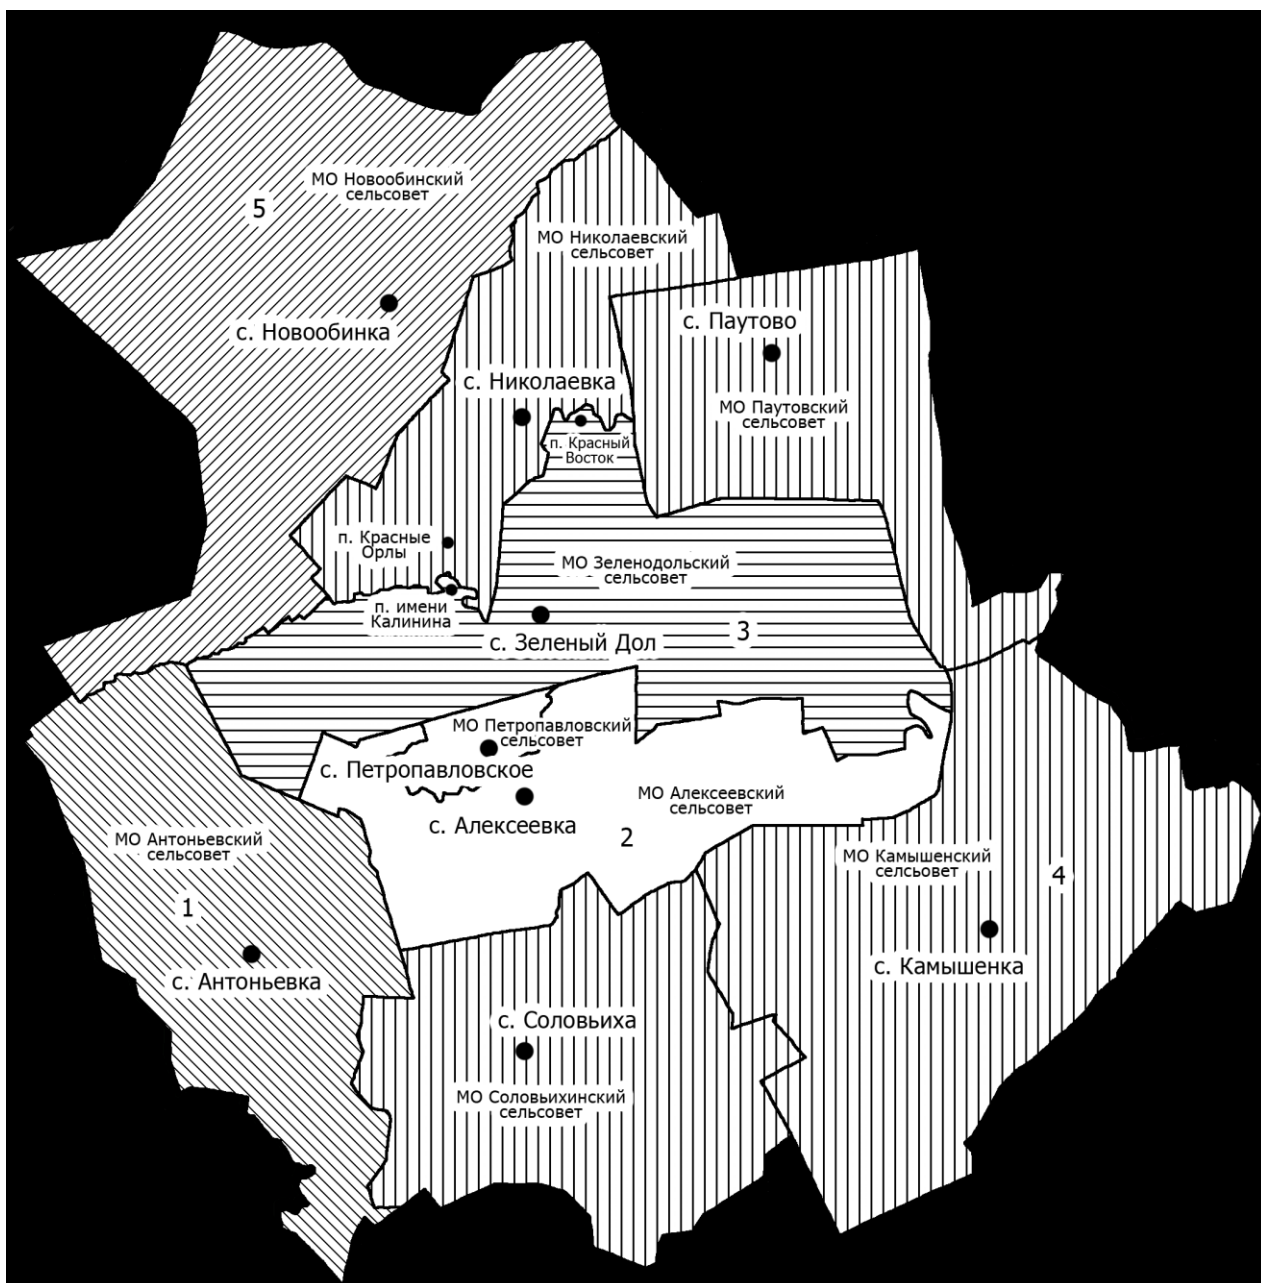 МО Новообинский
сельсовет
5
МО Николаевский
сельсовет
с. Новообинка
с. Паутово
с. Николаевка
МО Паутовский
сельсовет
п. Красный
Восток
п. Красные
Орлы
МО Зеленодольский
сельсовет
п. имени
Калинина
3
с. Зеленый Дол
МО Петропавловский
сельсовет
с. Петропавловское
МО Алексеевский
сельсовет
с. Алексеевка
2
МО Антоньевский
сельсовет
МО Камышенский
селсьовет
4
1
с. Антоньевка
с. Камышенка
с. Соловьиха
МО Соловьихинский
сельсовет